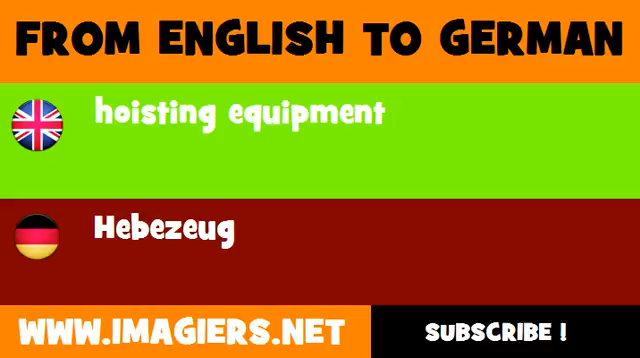 FROM ENGLISH TO GERMAN
hoisting equipment
Hebezeug
WWW.IMAGIERS.NET
SUBSCRIBE !